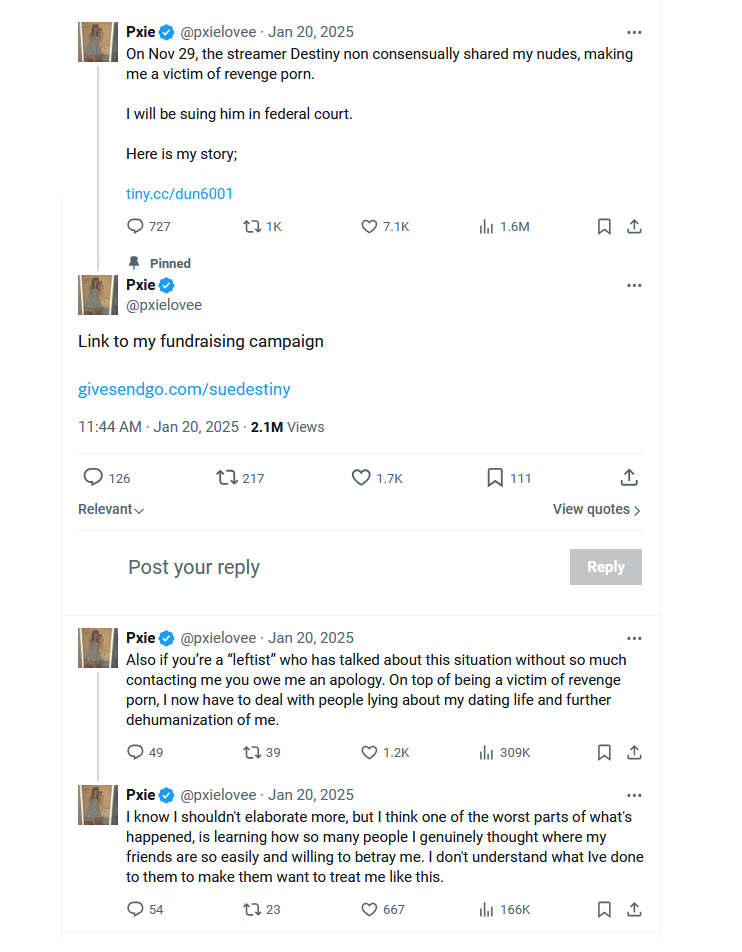 Pxie @pxielovee · Jan 20, 2025
On Nov 29, the streamer Destiny non consensually shared my nudes, making
me a victim of revenge porn.
I will be suing him in federal court.
Here is my story;
tiny.cc/dun6001
727 1K 7.1K 1.6M
Pinned
Pxie
@pxielovee
Link to my fundraising campaign
givesendgo.com/suedestiny
11:44 AM · Jan 20, 2025 · 2.1M Views
126 217 1.7K 111
Relevant View quotes
Post your reply Reply
Pxie @pxielovee · Jan 20, 2025
Also if you're a “leftist” who has talked about this situation without so much
contacting me you owe me an apology. On top of being a victim of revenge
porn, I now have to deal with people lying about my dating life and further
dehumanization of me.
49 39 1.2K 309K
Pxie @pxielovee · Jan 20, 2025
I know I shouldn't elaborate more, but I think one of the worst parts of what's
happened, is learning how so many people I genuinely thought where my
friends are so easily and willing to betray me. I don't understand what Ive done
to them to make them want to treat me like this.
54 23 667 166K